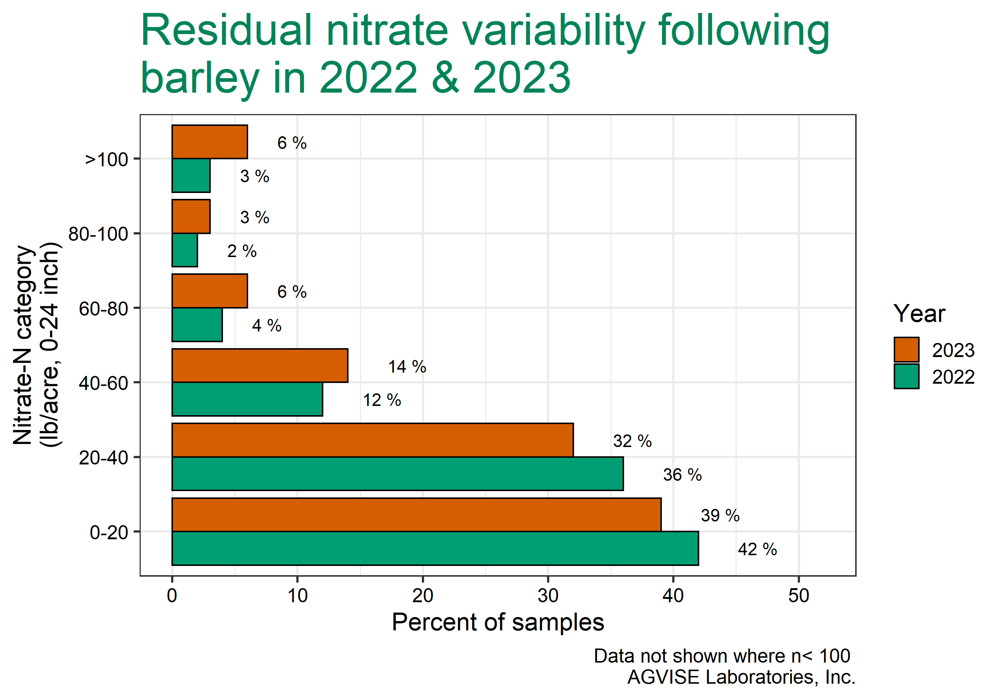 Residual nitrate variability following
barley in 2022 & 2023
Nitrate-N category
(lb/acre, 0-24 inch)
>100
6 %
3 %
80-100
3 %
2 %
60-80
6 %
4 %
40-60
14 %
12 %
20-40
32 %
36 %
0-20
39 %
42 %
0 10 20 30 40 50
Percent of samples
Year
2023
2022
Data not shown where n< 100
AGVISE Laboratories, Inc.